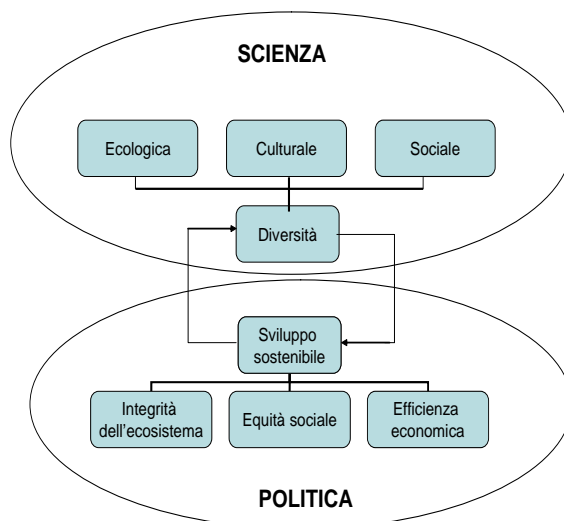 SCIENZA
Ecologica
Culturale
Sociale
Diversità
Sviluppo
sostenibile
Integrità
dell'ecosistema
Equità sociale
Efficienza
economica
POLITICA